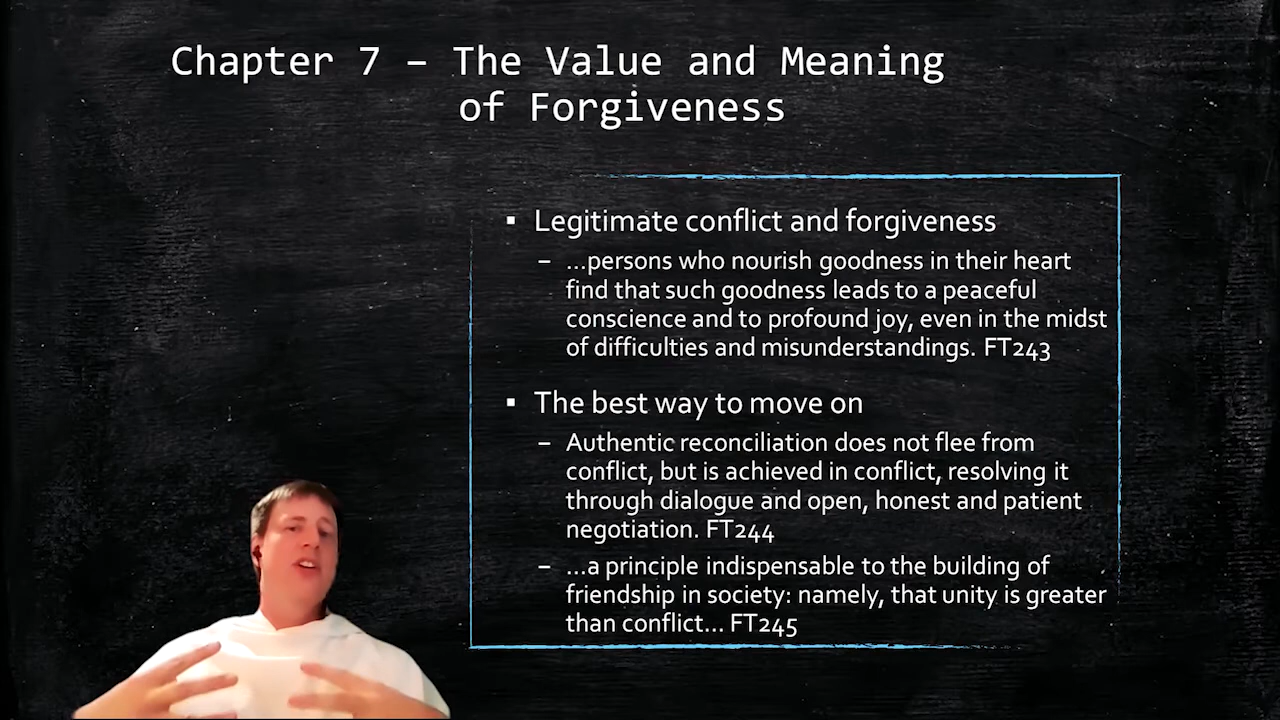 Chapter 7 – The Value and Meaning
of Forgiveness
▪ Legitimate conflict and forgiveness
– …persons who nourish goodness in their heart
find that such goodness leads to a peaceful
conscience and to profound joy, even in the midst
of difficulties and misunderstandings. FT243
▪ The best way to move on
– Authentic reconciliation does not flee from
conflict, but is achieved in conflict, resolving it
through dialogue and open, honest and patient
negotiation. FT244
– …a principle indispensable to the building of
friendship in society: namely, that unity is greater
than conflict… FT245